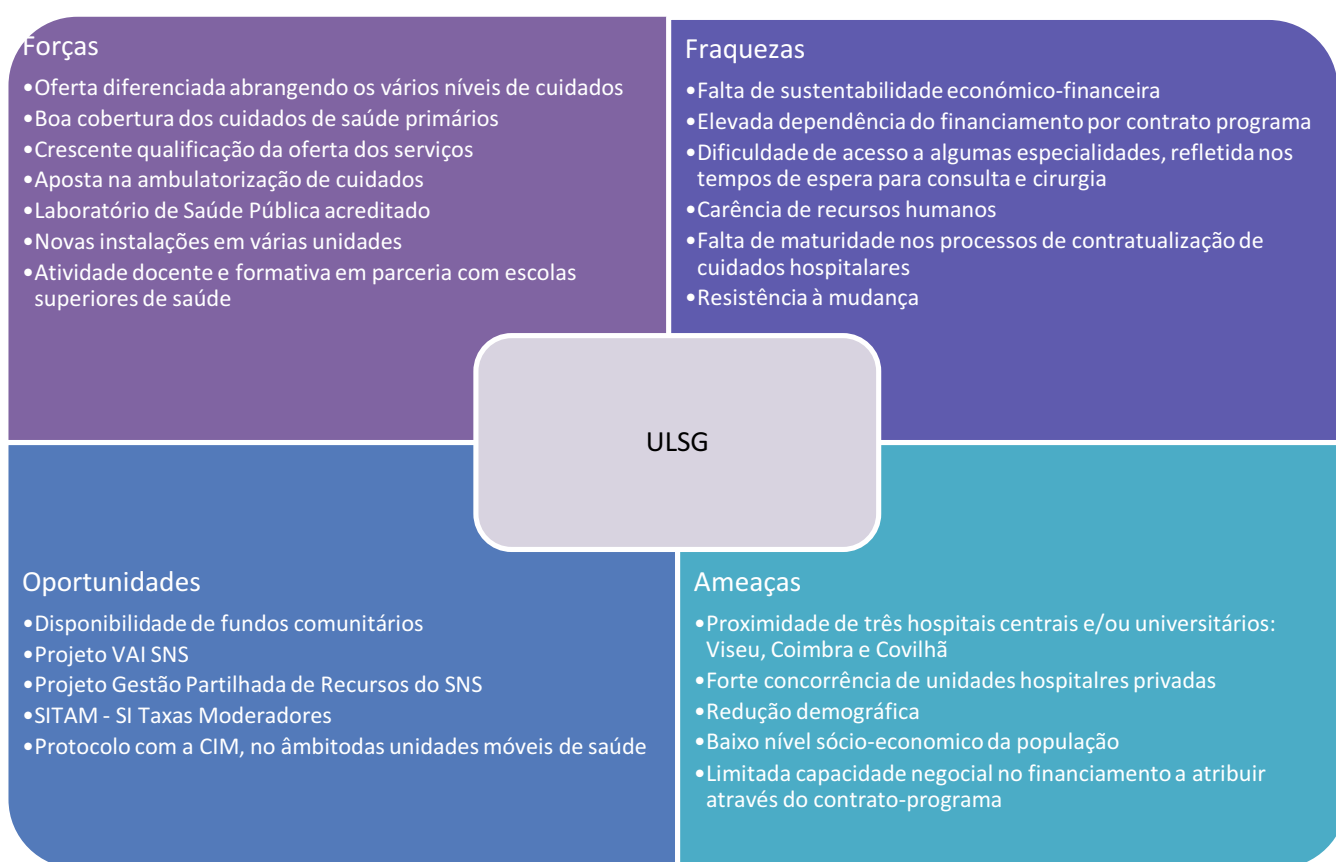 Forças
•Oferta diferenciada abrangendo os vários níveis de cuidados
•Boa cobertura dos cuidados de saúde primários
•Crescente qualificação da oferta dos serviços
•Aposta na ambulatorização de cuidados
•Laboratório de Saúde Pública acreditado
•Novas instalações em várias unidades
•Atividade docente e formativa em parceria com escolas
superiores de saúde
Fraquezas
•Falta de sustentabilidade económico-financeira
•Elevada dependência do financiamento por contrato programa
•Dificuldade de acesso a algumas especialidades, refletida nos
tempos de espera para consulta e cirurgia
•Carência de recursos humanos
•Falta de maturidade nos processos de contratualização de
cuidados hospitalares
•Resistência à mudança
ULSG
Oportunidades
•Disponibilidade de fundos comunitários
•Projeto VAI SNS
•Projeto Gestão Partilhada de Recursos do SNS
•SITAM - SI Taxas Moderadores
•Protocolo com a CIM, no âmbitodas unidades móveis de saúde
Ameaças
•Proximidade de três hospitais centrais e/ou universitários:
Viseu, Coimbra e Covilhã
•Forte concorrência de unidades hospitalres privadas
•Redução demográfica
•Baixo nível sócio-economico da população
•Limitada capacidade negocial no financiamento a atribuir
através do contrato-programa